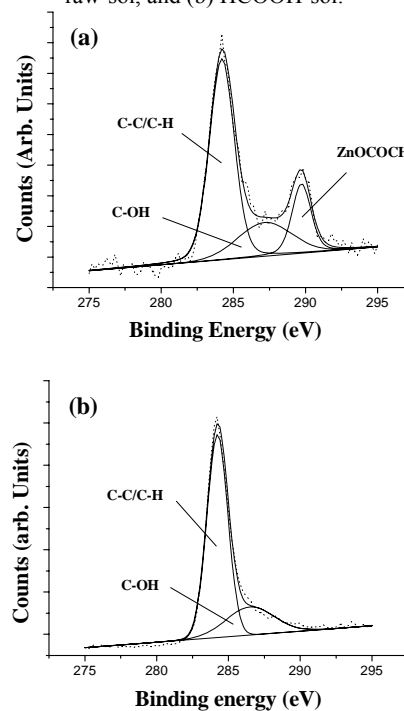 raw-sol, and (b) HCOOH-sol.
(a)
C-C/C-H
ZnOCOCH
C-OH
Counts (Arb. Units)
275 280 285 290 295
Binding Energy (eV)
(b)
C-C/C-H
C-OH
Counts (arb. Units)
275 280 285 290 295
Binding energy (eV)